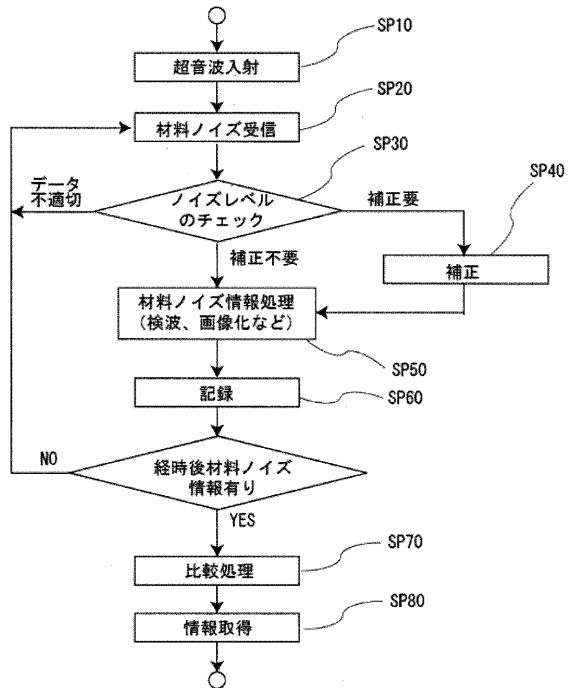 SP10
超音波入射
SP20
材料ノイズ受信
SP30
データ
不適切
ノイズレベル
のチェック
補正要
SP40
補正不要
補正
材料ノイズ情報処理
(検波、画像化など)
SP50
記録
SP60
NO
経時後材料ノイズ
情報有り
YES
SP70
比較処理
SP80
情報取得